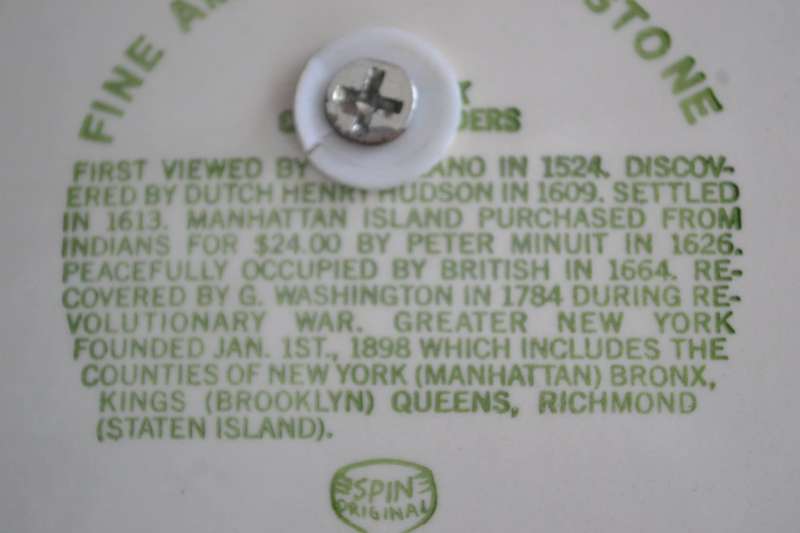 FINE STONE
DERS
FIRST VIEWED BY ANO IN 1524. DISCOV-
ERED BY DUTCH HENRY HUDSON IN 1609. SETTLED
IN 1613. MANHATTAN ISLAND PURCHASED FROM
INDIANS FOR $24.00 BY PETER MINUIT IN 1626.
PEACEFULLY OCCUPIED BY BRITISH IN 1664. RE-
COVERED BY G. WASHINGTON IN 1784 DURING RE-
VOLUTIONARY WAR. GREATER NEW YORK
FOUNDED JAN. 1ST., 1898 WHICH INCLUDES THE
COUNTIES OF NEW YORK (MANHATTAN) BRONX,
KINGS (BROOKLYN) QUEENS, RICHMOND
(STATEN ISLAND).
SPIN
ORIGINAL